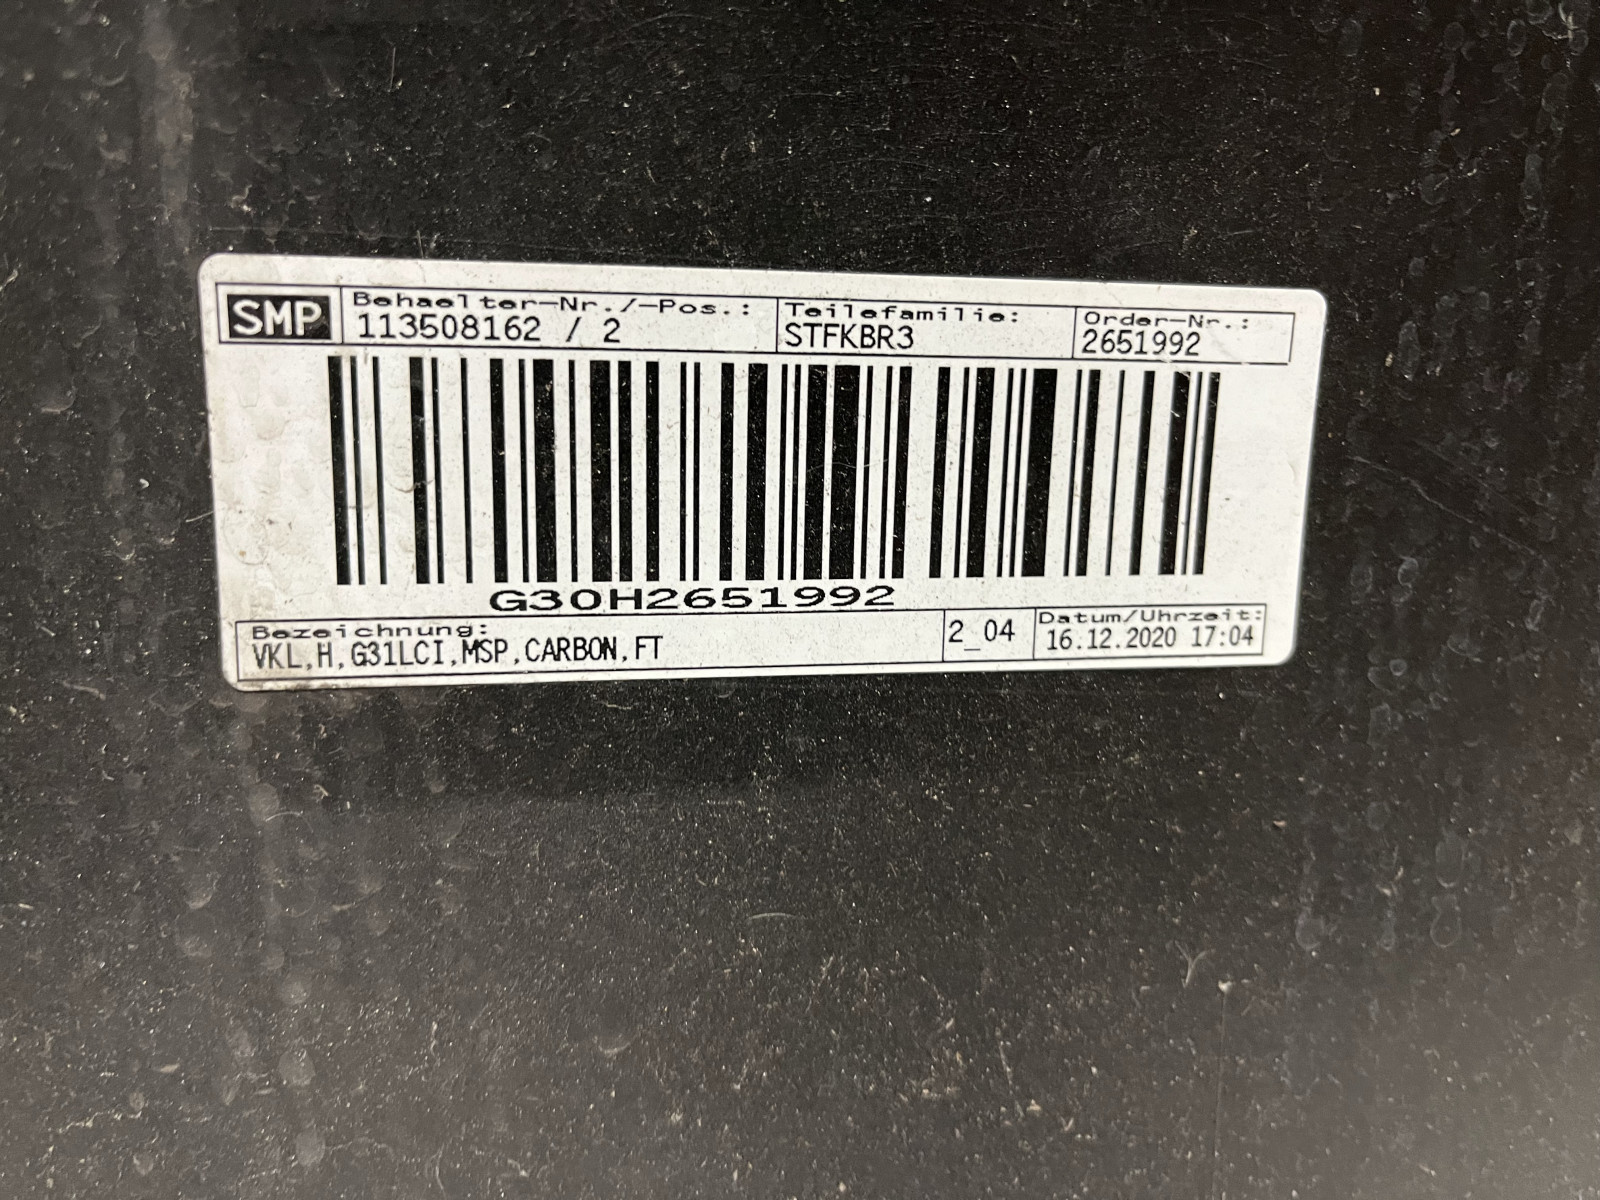 SMP
Behaelter-Nr./-Pos.:
113508162 / 2
Teilefamilie:
STFKBR3
Order-Nr.:
2651992
G30H2651992
Bezeichnung:
VKL,H,G31LCI,MSP,CARBON,FT
2_04
Datum/Uhrzeit:
16.12.2020 17:04